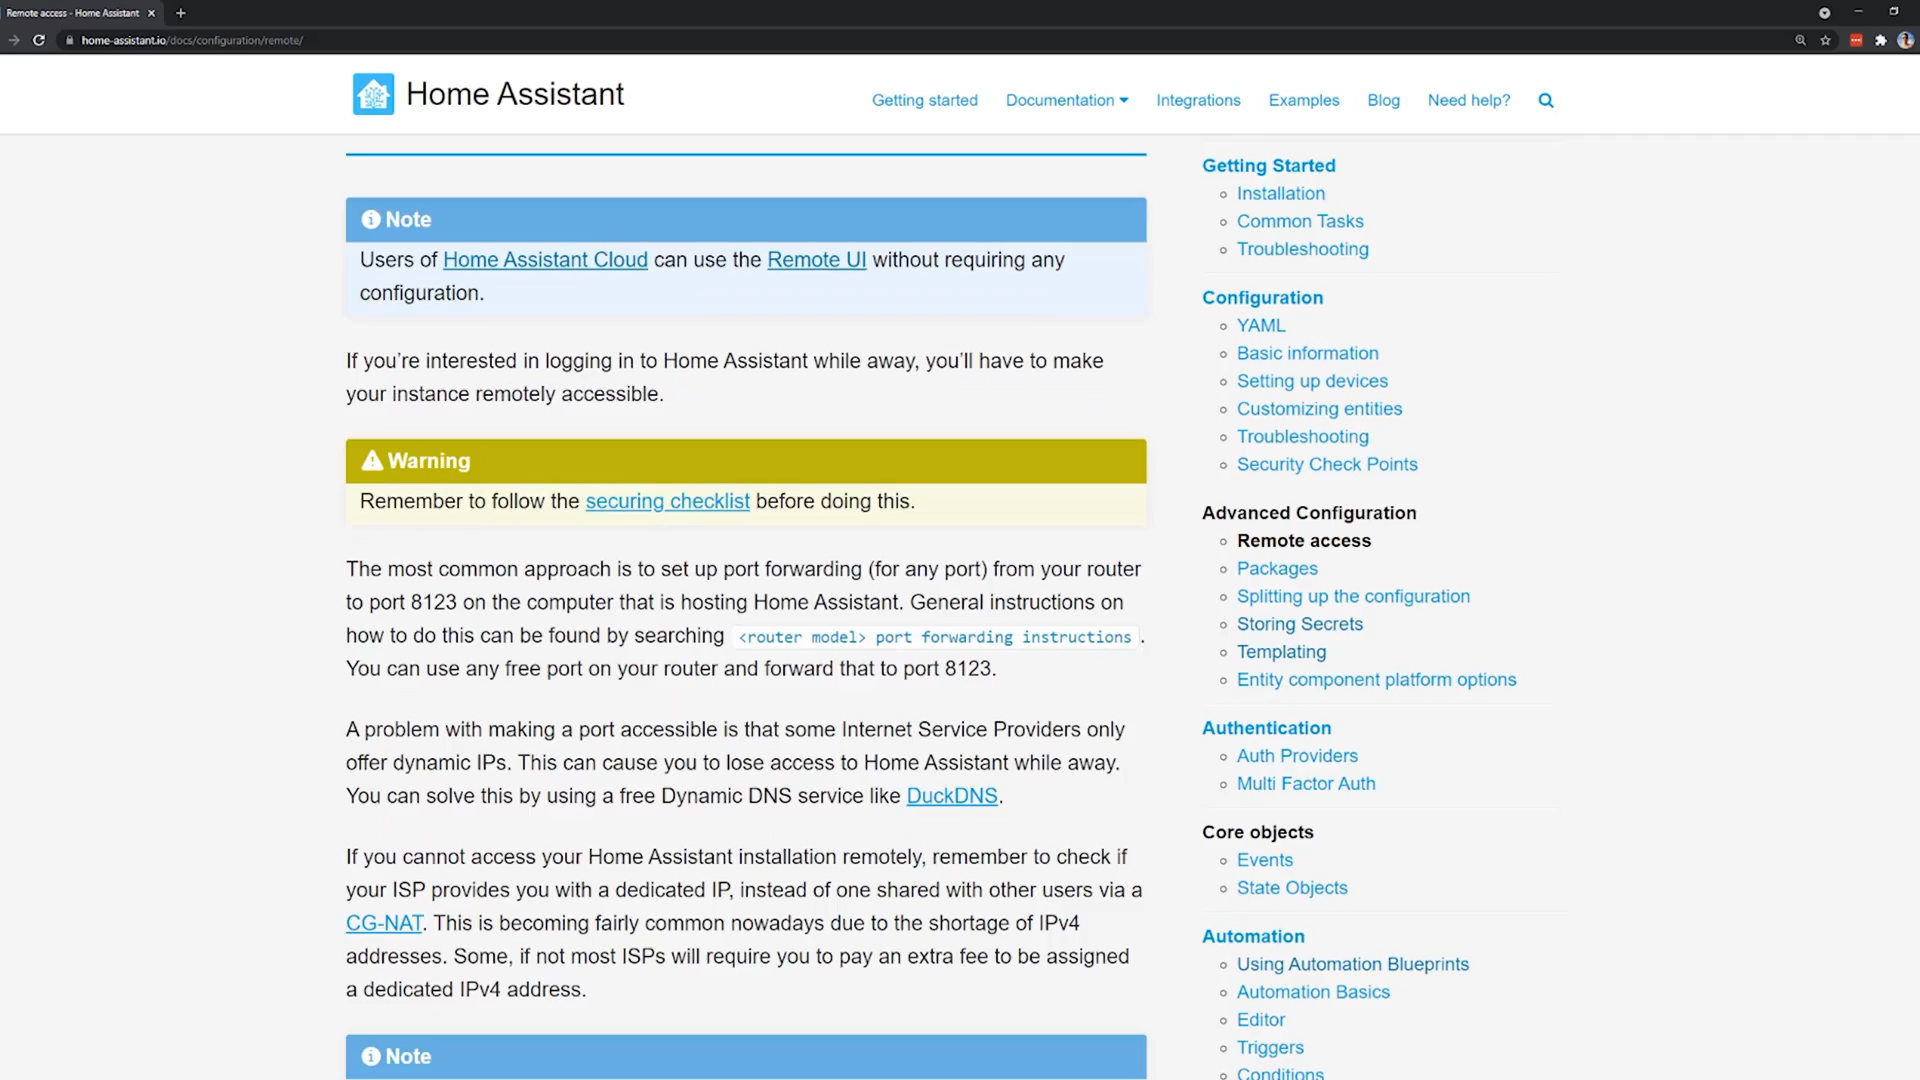 Remote access - Home Assistant
home-assistant.io/docs/configuration/remote/
Home Assistant
Getting started
Documentation
Integrations
Examples
Blog
Need help?
Note
Users of Home Assistant Cloud can use the Remote UI without requiring any
configuration.
If you’re interested in logging in to Home Assistant while away, you’ll have to make
your instance remotely accessible.
Warning
Remember to follow the securing checklist before doing this.
The most common approach is to set up port forwarding (for any port) from your router
to port 8123 on the computer that is hosting Home Assistant. General instructions on
how to do this can be found by searching <router model> port forwarding instructions .
You can use any free port on your router and forward that to port 8123.
A problem with making a port accessible is that some Internet Service Providers only
offer dynamic IPs. This can cause you to lose access to Home Assistant while away.
You can solve this by using a free Dynamic DNS service like DuckDNS.
If you cannot access your Home Assistant installation remotely, remember to check if
your ISP provides you with a dedicated IP, instead of one shared with other users via a
CG-NAT. This is becoming fairly common nowadays due to the shortage of IPv4
addresses. Some, if not most ISPs will require you to pay an extra fee to be assigned
a dedicated IPv4 address.
Note
Getting Started
Installation
Common Tasks
Troubleshooting
Configuration
YAML
Basic information
Setting up devices
Customizing entities
Troubleshooting
Security Check Points
Advanced Configuration
Remote access
Packages
Splitting up the configuration
Storing Secrets
Templating
Entity component platform options
Authentication
Auth Providers
Multi Factor Auth
Core objects
Events
State Objects
Automation
Using Automation Blueprints
Automation Basics
Editor
Triggers
Conditions